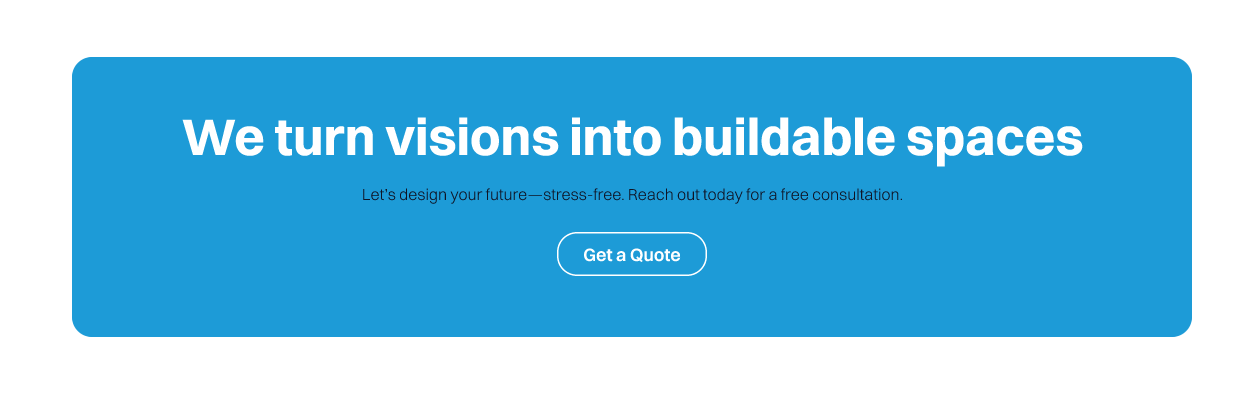 We turn visions into buildable spaces
Let's design your future—stress-free. Reach out today for a free consultation.
Get a Quote